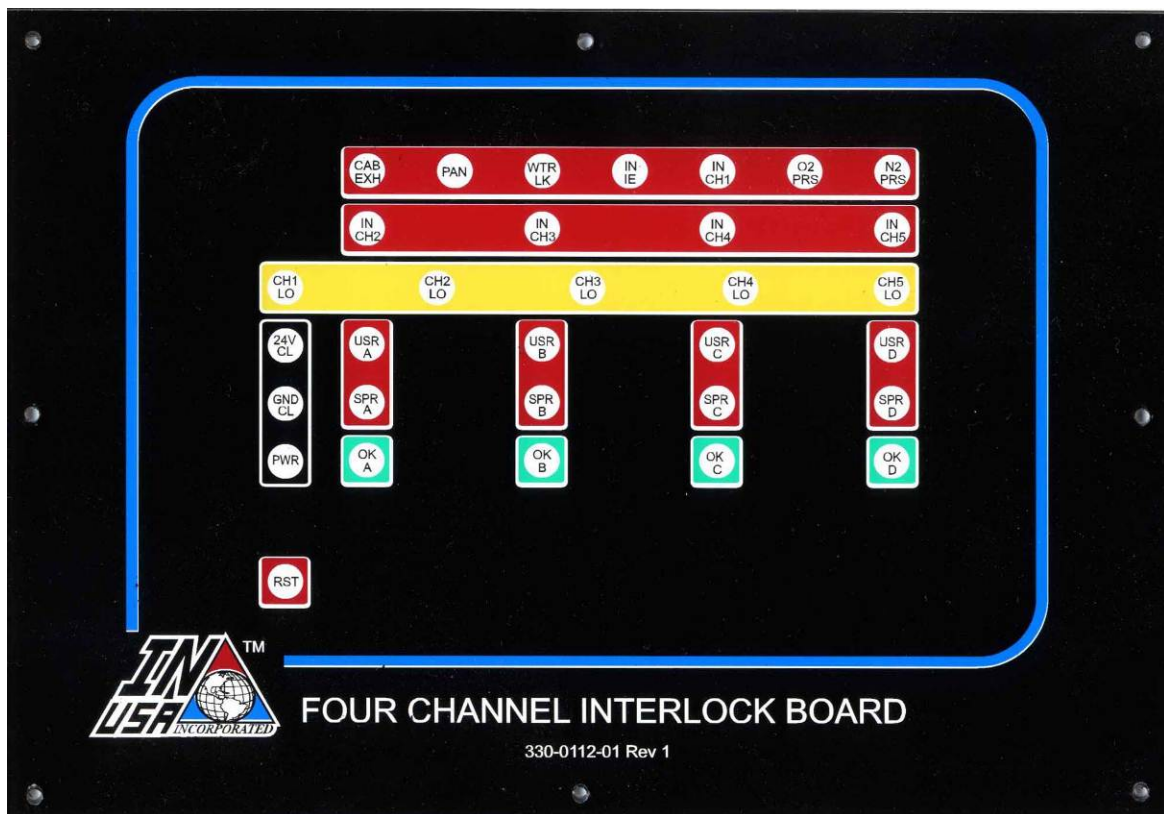 CAB EXH
PAN
WTR LK
IN IE
IN CH1
O2 PRS
N2 PRS
IN CH2
IN CH3
IN CH4
IN CH5
CH1 LO
CH2 LO
CH3 LO
CH4 LO
CH5 LO
24V CL
USR A
USR B
USR C
USR D
GND CL
SPR A
SPR B
SPR C
SPR D
PWR
OK A
OK B
OK C
OK D
RST
IN USA
INCORPORATED
TM
FOUR CHANNEL INTERLOCK BOARD
330-0112-01 Rev 1